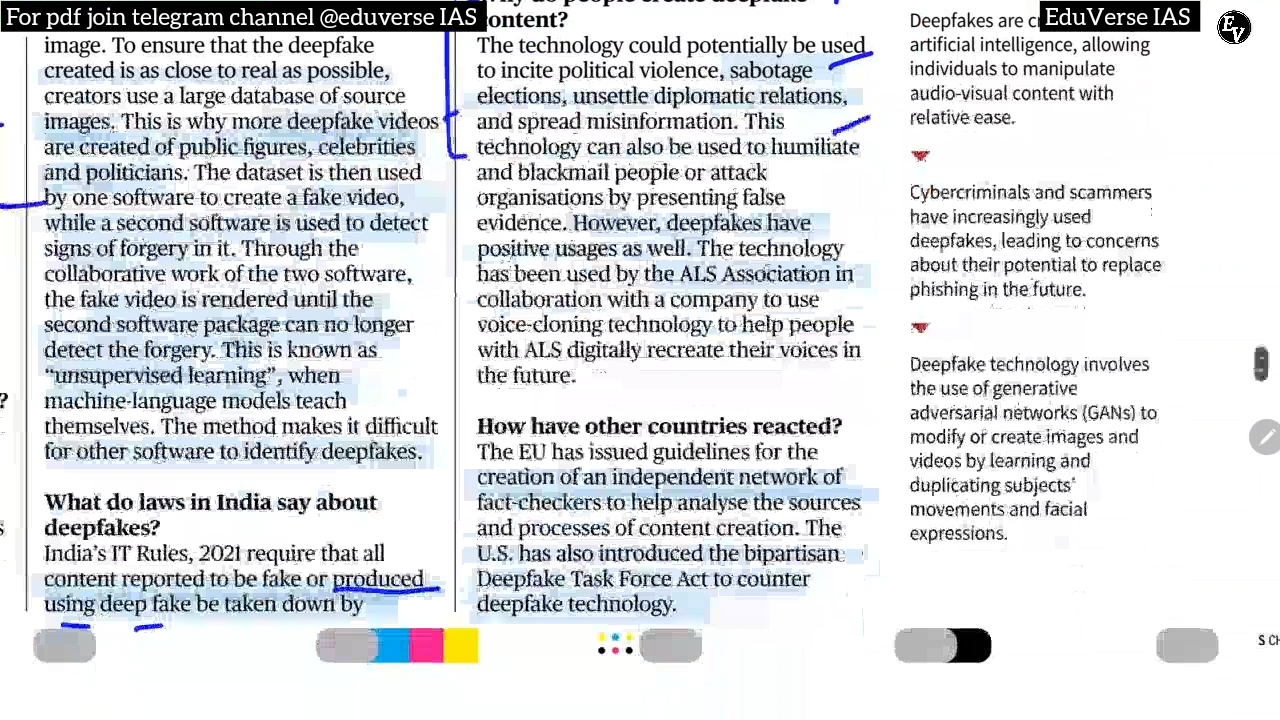 For pdf join telegram channel @eduverse IAS
image. To ensure that the deepfake
created is as close to real as possible,
creators use a large database of source
images. This is why more deepfake videos
are created of public figures, celebrities
and politicians. The dataset is then used
by one software to create a fake video,
while a second software is used to detect
signs of forgery in it. Through the
collaborative work of the two software,
the fake video is rendered until the
second software package can no longer
detect the forgery. This is known as
“unsupervised learning”, when
machine-language models teach
themselves. The method makes it difficult
for other software to identify deepfakes.
What do laws in India say about
deepfakes?
India’s IT Rules, 2021 require that all
content reported to be fake or produced
using deep fake be taken down by
content?
The technology could potentially be used
to incite political violence, sabotage
elections, unsettle diplomatic relations,
and spread misinformation. This
technology can also be used to humiliate
and blackmail people or attack
organisations by presenting false
evidence. However, deepfakes have
positive usages as well. The technology
has been used by the ALS Association in
collaboration with a company to use
voice-cloning technology to help people
with ALS digitally recreate their voices in
the future.
How have other countries reacted?
The EU has issued guidelines for the
creation of an independent network of
fact-checkers to help analyse the sources
and processes of content creation. The
U.S. has also introduced the bipartisan
Deepfake Task Force Act to counter
deepfake technology.
EduVerse IAS
EV
Deepfakes are
artificial intelligence, allowing
individuals to manipulate
audio-visual content with
relative ease.
Cybercriminals and scammers
have increasingly used
deepfakes, leading to concerns
about their potential to replace
phishing in the future.
Deepfake technology involves
the use of generative
adversarial networks (GANs) to
modify or create images and
videos by learning and
duplicating subjects'
movements and facial
expressions.
S CH